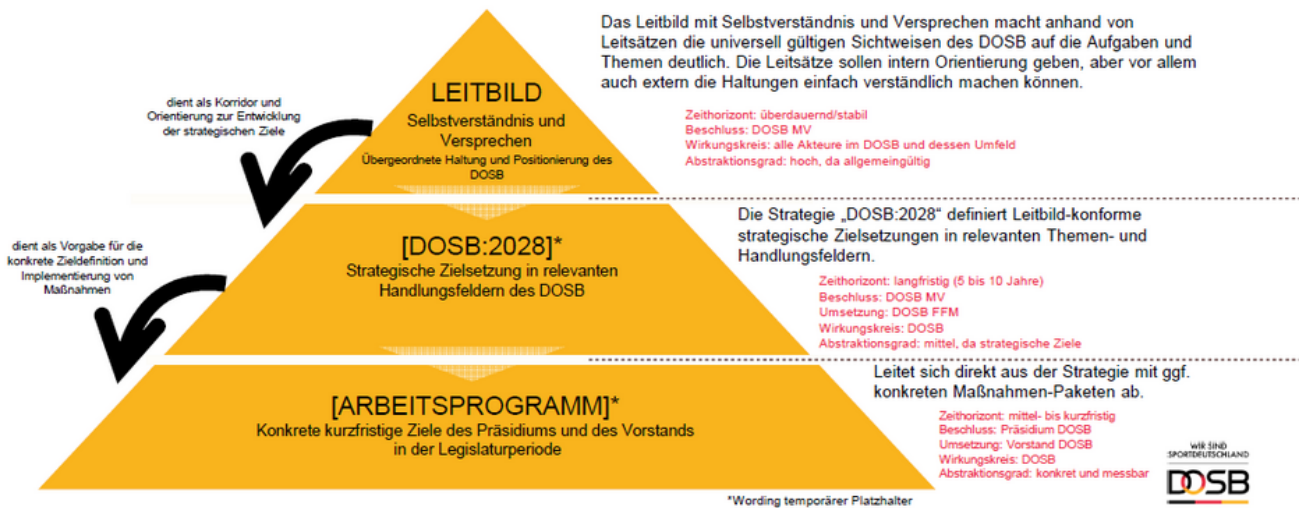 Das Leitbild mit Selbstverständnis und Versprechen macht anhand von
Leitsätzen die universell gültigen Sichtweisen des DOSB auf die Aufgaben und
Themen deutlich. Die Leitsätze sollen intern Orientierung geben, aber vor allem
auch extern die Haltungen einfach verständlich machen können.
Zeithorizont: überdauernd/stabil
Beschluss: DOSB MV
Wirkungskreis: alle Akteure im DOSB und dessen Umfeld
Abstraktionsgrad: hoch, da allgemeingültig
LEITBILD
Selbstverständnis und
Versprechen
Übergeordnete Haltung und Positionierung des
DOSB
dient als Korridor und
Orientierung zur Entwicklung
der strategischen Ziele
Die Strategie „DOSB:2028“ definiert Leitbild-konforme
strategische Zielsetzungen in relevanten Themen- und
Handlungsfeldern.
Zeithorizont: langfristig (5 bis 10 Jahre)
Beschluss: DOSB MV
Umsetzung: DOSB FFM
Wirkungskreis: DOSB
Abstraktionsgrad: mittel, da strategische Ziele
[DOSB:2028]*
Strategische Zielsetzung in relevanten
Handlungsfeldern des DOSB
dient als Vorgabe für die
konkrete Zieldefinition und
Implementierung von
Maßnahmen
Leitet sich direkt aus der Strategie mit ggf.
konkreten Maßnahmen-Paketen ab.
Zeithorizont: mittel- bis kurzfristig
Beschluss: Präsidium DOSB
Umsetzung: Vorstand DOSB
Wirkungskreis: DOSB
Abstraktionsgrad: konkret und messbar
[ARBEITSPROGRAMM]*
Konkrete kurzfristige Ziele des Präsidiums und des Vorstands
in der Legislaturperiode
*Wording temporärer Platzhalter
WIR SIND
SPORTDEUTSCHLAND
DOSB